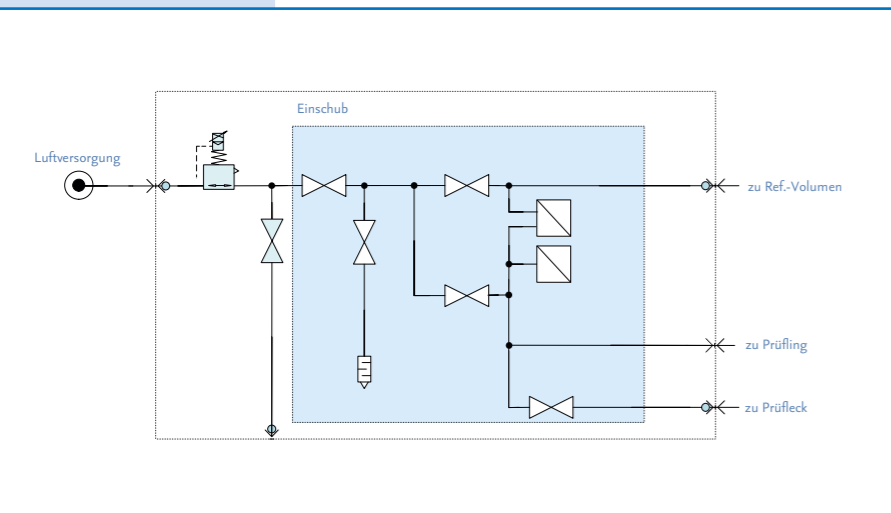 Einschub
Luftversorgung
zu Ref.-Volumen
zu Prüfling
zu Prüfleck